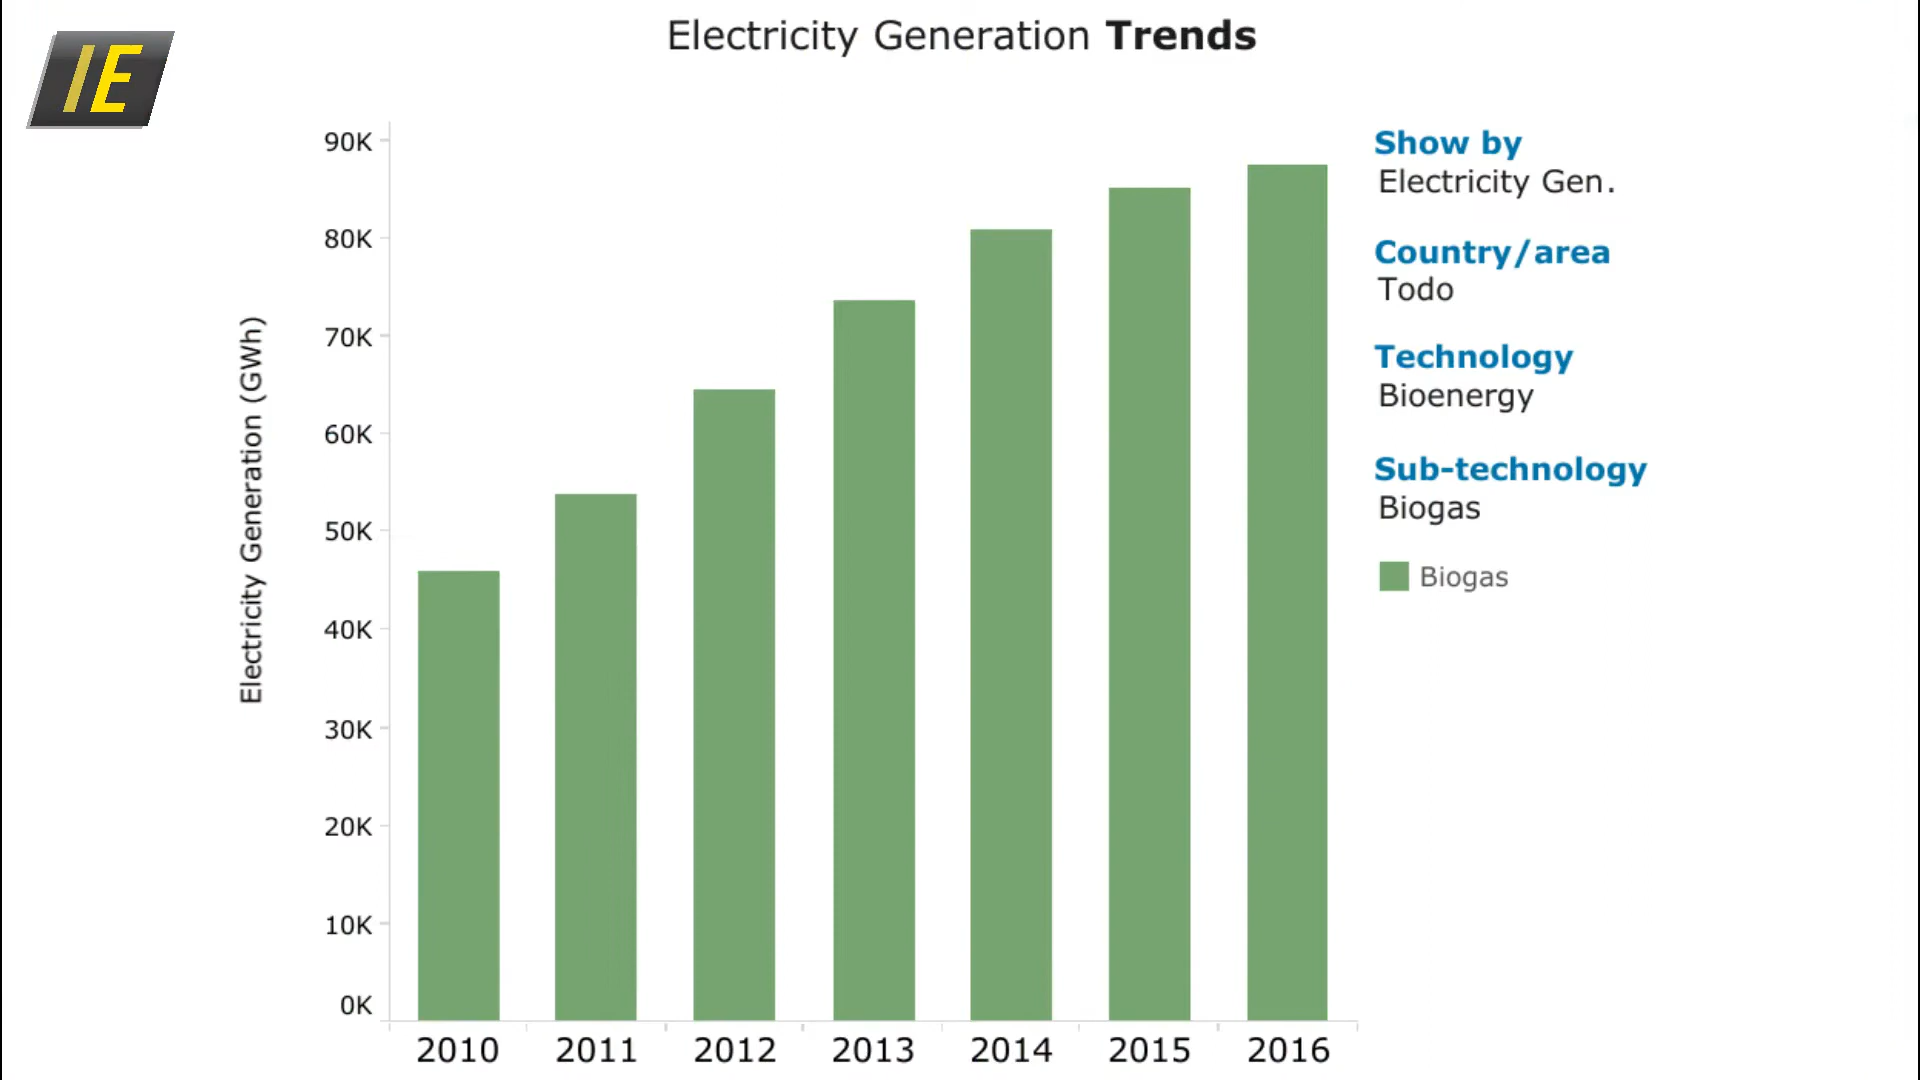 IE
Electricity Generation Trends
Electricity Generation (GWh)
90K
80K
70K
60K
50K
40K
30K
20K
10K
0K
2010 2011 2012 2013 2014 2015 2016
Show by
Electricity Gen.
Country/area
Todo
Technology
Bioenergy
Sub-technology
Biogas
Biogas